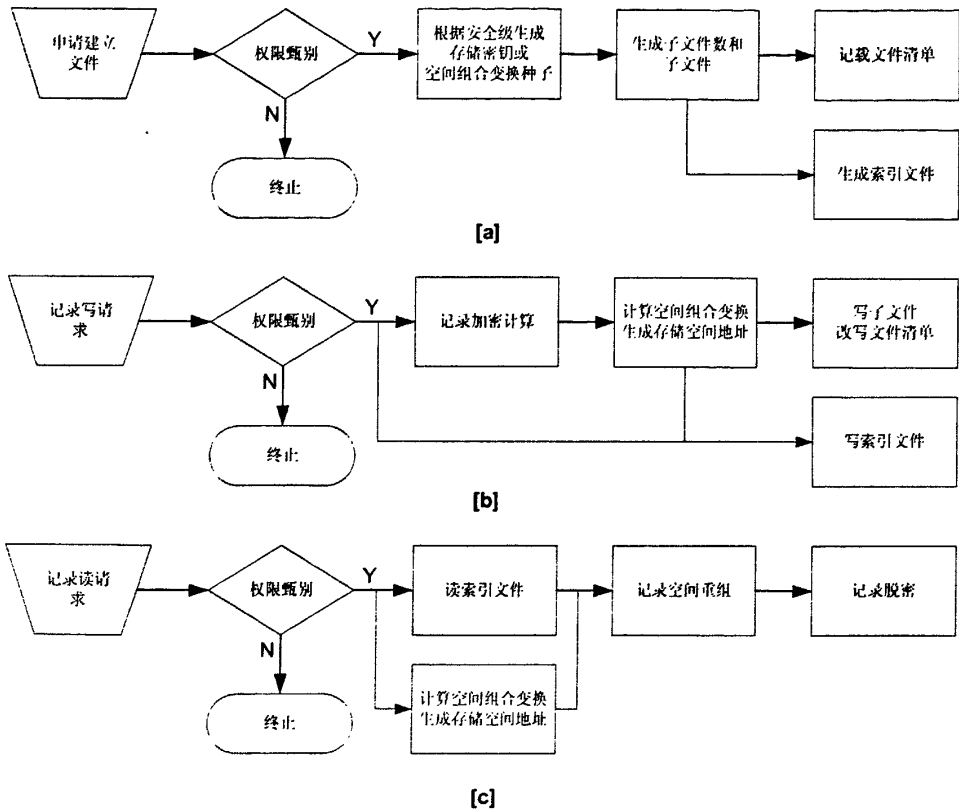 申请建立
文件
权限甄别
Y
N
终止
根据安全级生成
存储密钥或
空间组合变换种子
生成子文件数和
子文件
记载文件清单
生成索引文件
[a]
记录写请
求
权限甄别
Y
N
终止
记录加密计算
计算空间组合变换
生成存储空间地址
写子文件
改写文件清单
写索引文件
[b]
记录读请
求
权限甄别
Y
N
终止
读索引文件
计算空间组合变换
生成存储空间地址
记录空间重组
记录脱密
[c]